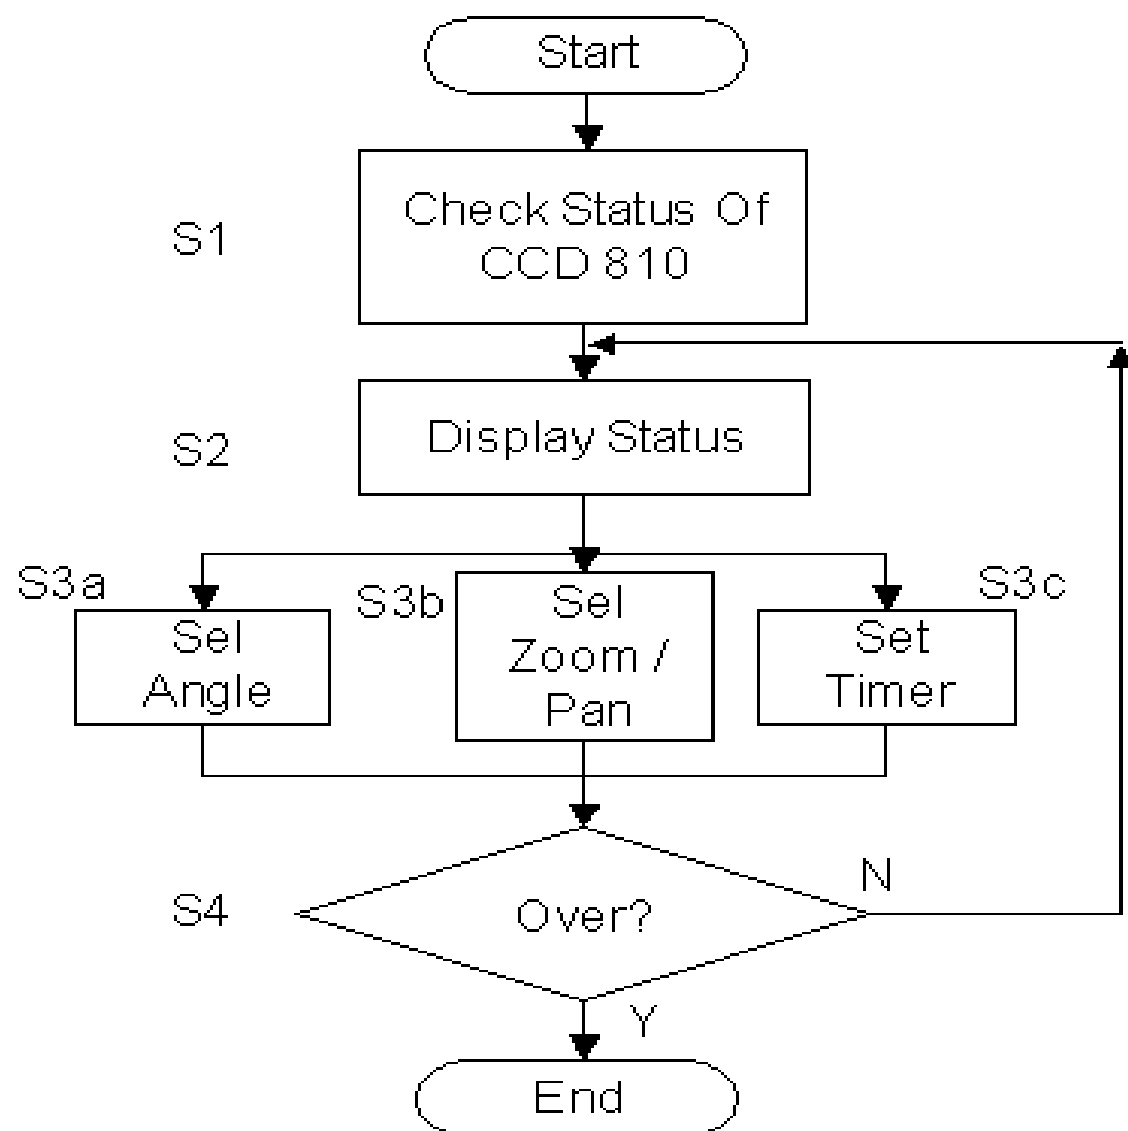 Start
S1
Check Status Of
CCD 810
S2
Display Status
S3a
Sel
Angle
S3b
Sel
Zoom /
Pan
S3c
Set
Timer
S4
Over?
N
Y
End